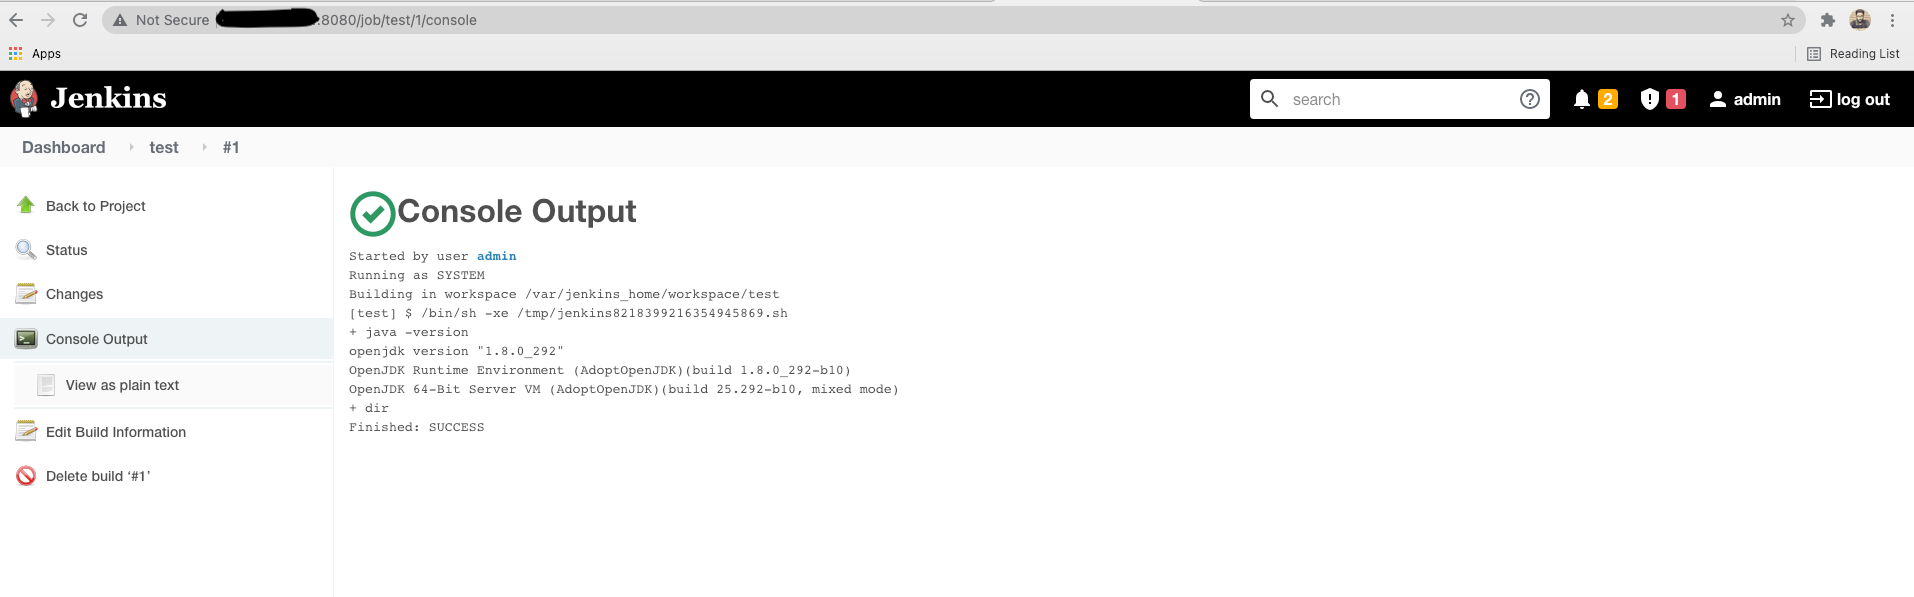 Not Secure :8080/job/test/1/console
Apps
Reading List
Jenkins
search
2
1
admin
log out
Dashboard test #1
Back to Project
Status
Changes
Console Output
View as plain text
Edit Build Information
Delete build ‘#1’
Console Output
Started by user admin
Running as SYSTEM
Building in workspace /var/jenkins_home/workspace/test
[test] $ /bin/sh -xe /tmp/jenkins8218399216354945869.sh
+ java -version
openjdk version "1.8.0_292"
OpenJDK Runtime Environment (AdoptOpenJDK)(build 1.8.0_292-b10)
OpenJDK 64-Bit Server VM (AdoptOpenJDK)(build 25.292-b10, mixed mode)
+ dir
Finished: SUCCESS